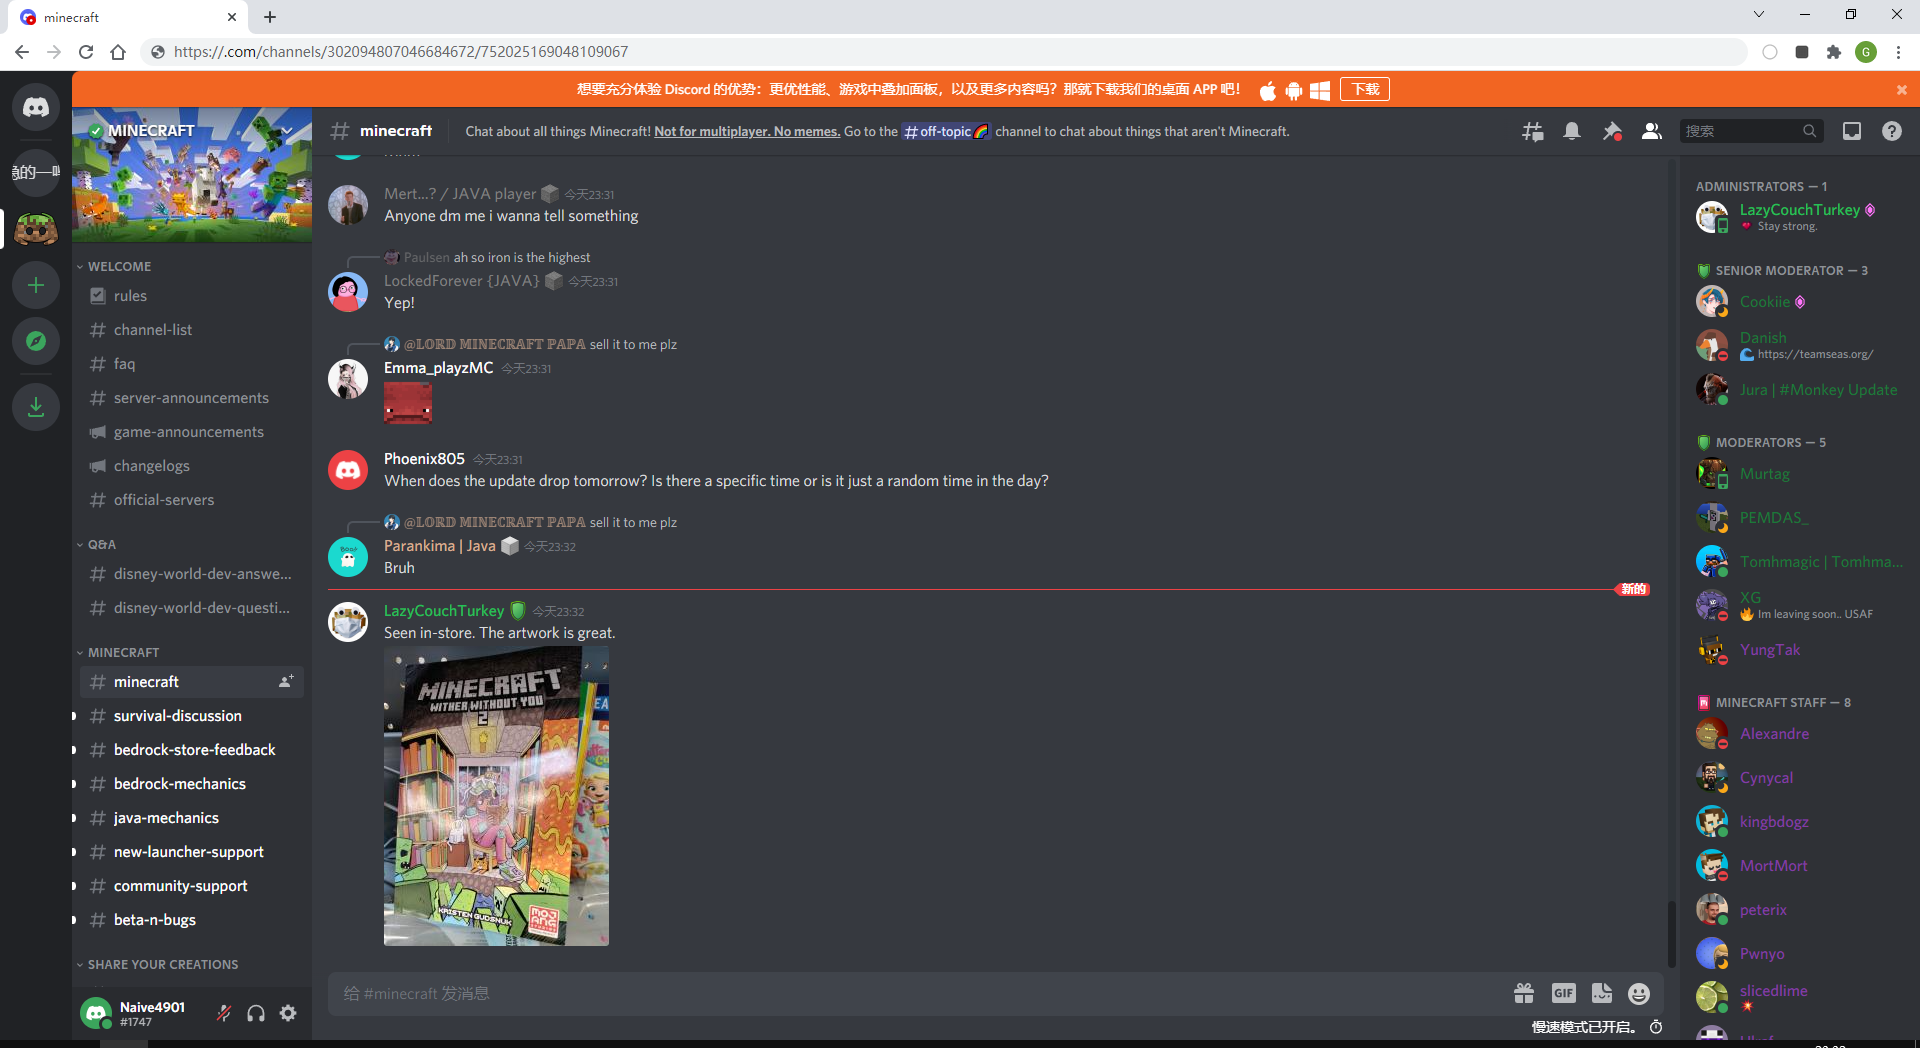 minecraft
https://.com/channels/302094807046684672/752025169048109067
G
想要充分体验 Discord 的优势：更优性能、游戏中叠加面板，以及更多内容吗？那就下载我们的桌面 APP 吧！
下载
MINECRAFT
minecraft
Chat about all things Minecraft! Not for multiplayer. No memes. Go to the #off-topic🌈 channel to chat about things that aren't Minecraft.
搜索
WELCOME
rules
channel-list
faq
server-announcements
game-announcements
changelogs
official-servers
Q&A
disney-world-dev-answe...
disney-world-dev-questi...
MINECRAFT
minecraft
survival-discussion
bedrock-store-feedback
bedrock-mechanics
java-mechanics
new-launcher-support
community-support
beta-n-bugs
SHARE YOUR CREATIONS
Naive4901
#1747
Mert...? / JAVA player 今天23:31
Anyone dm me i wanna tell something
Paulsen ah so iron is the highest
LockedForever {JAVA} 今天23:31
Yep!
@LORD MINECRAFT PAPA sell it to me plz
Emma_playzMC 今天23:31
Phoenix805 今天23:31
When does the update drop tomorrow? Is there a specific time or is it just a random time in the day?
@LORD MINECRAFT PAPA sell it to me plz
Parankima | Java 今天23:32
Bruh
新的
LazyCouchTurkey 今天23:32
Seen in-store. The artwork is great.
MINECRAFT
WITHER WITHOUT YOU
2
KRISTEN GUDSNUK
MOJANG
给 #minecraft 发消息
GIF
慢速模式已开启。
ADMINISTRATORS — 1
LazyCouchTurkey
Stay strong.
SENIOR MODERATOR — 3
Cookiie
Danish
🌊 https://teamseas.org/
Jura | #Monkey Update
MODERATORS — 5
Murtag
PEMDAS_
Tomhmagic | Tomhma...
XG
🔥 Im leaving soon.. USAF
YungTak
MINECRAFT STAFF — 8
Alexandre
Cynycal
kingbdogz
MortMort
peterix
Pwnyo
slicedlime